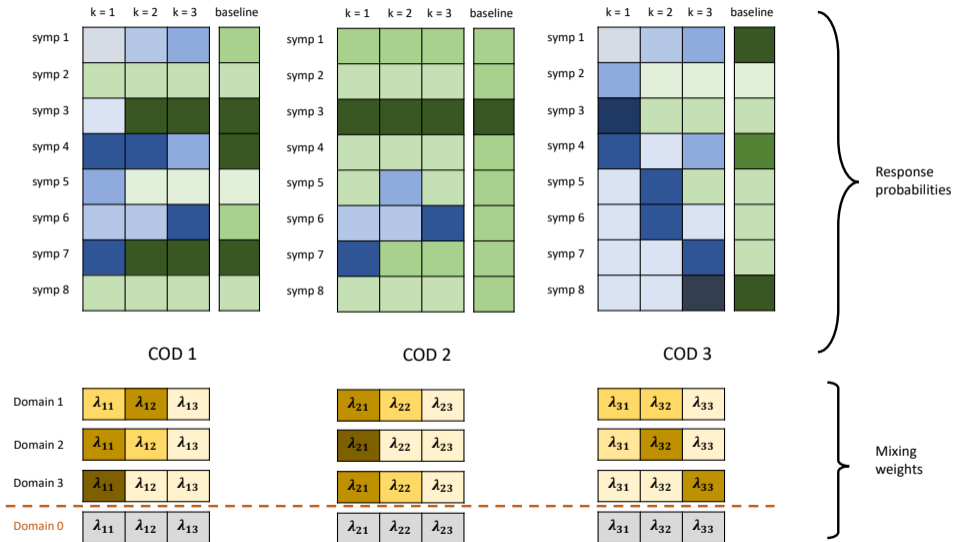 k = 1 k = 2 k = 3 baseline k = 1 k = 2 k = 3 baseline k = 1 k = 2 k = 3 baseline
symp 1 symp 1 symp 1
symp 2 symp 2 symp 2
symp 3 symp 3 symp 3
symp 4 symp 4 symp 4
symp 5 symp 5 symp 5
symp 6 symp 6 symp 6
symp 7 symp 7 symp 7
symp 8 symp 8 symp 8
Response
probabilities
COD 1 COD 2 COD 3
Domain 1 λ₁₁ λ₁₂ λ₁₃ λ₂₁ λ₂₂ λ₂₃ λ₃₁ λ₃₂ λ₃₃
Domain 2 λ₁₁ λ₁₂ λ₁₃ λ₂₁ λ₂₂ λ₂₃ λ₃₁ λ₃₂ λ₃₃
Domain 3 λ₁₁ λ₁₂ λ₁₃ λ₂₁ λ₂₂ λ₂₃ λ₃₁ λ₃₂ λ₃₃
Domain 0 λ₁₁ λ₁₂ λ₁₃ λ₂₁ λ₂₂ λ₂₃ λ₃₁ λ₃₂ λ₃₃
Mixing
weights